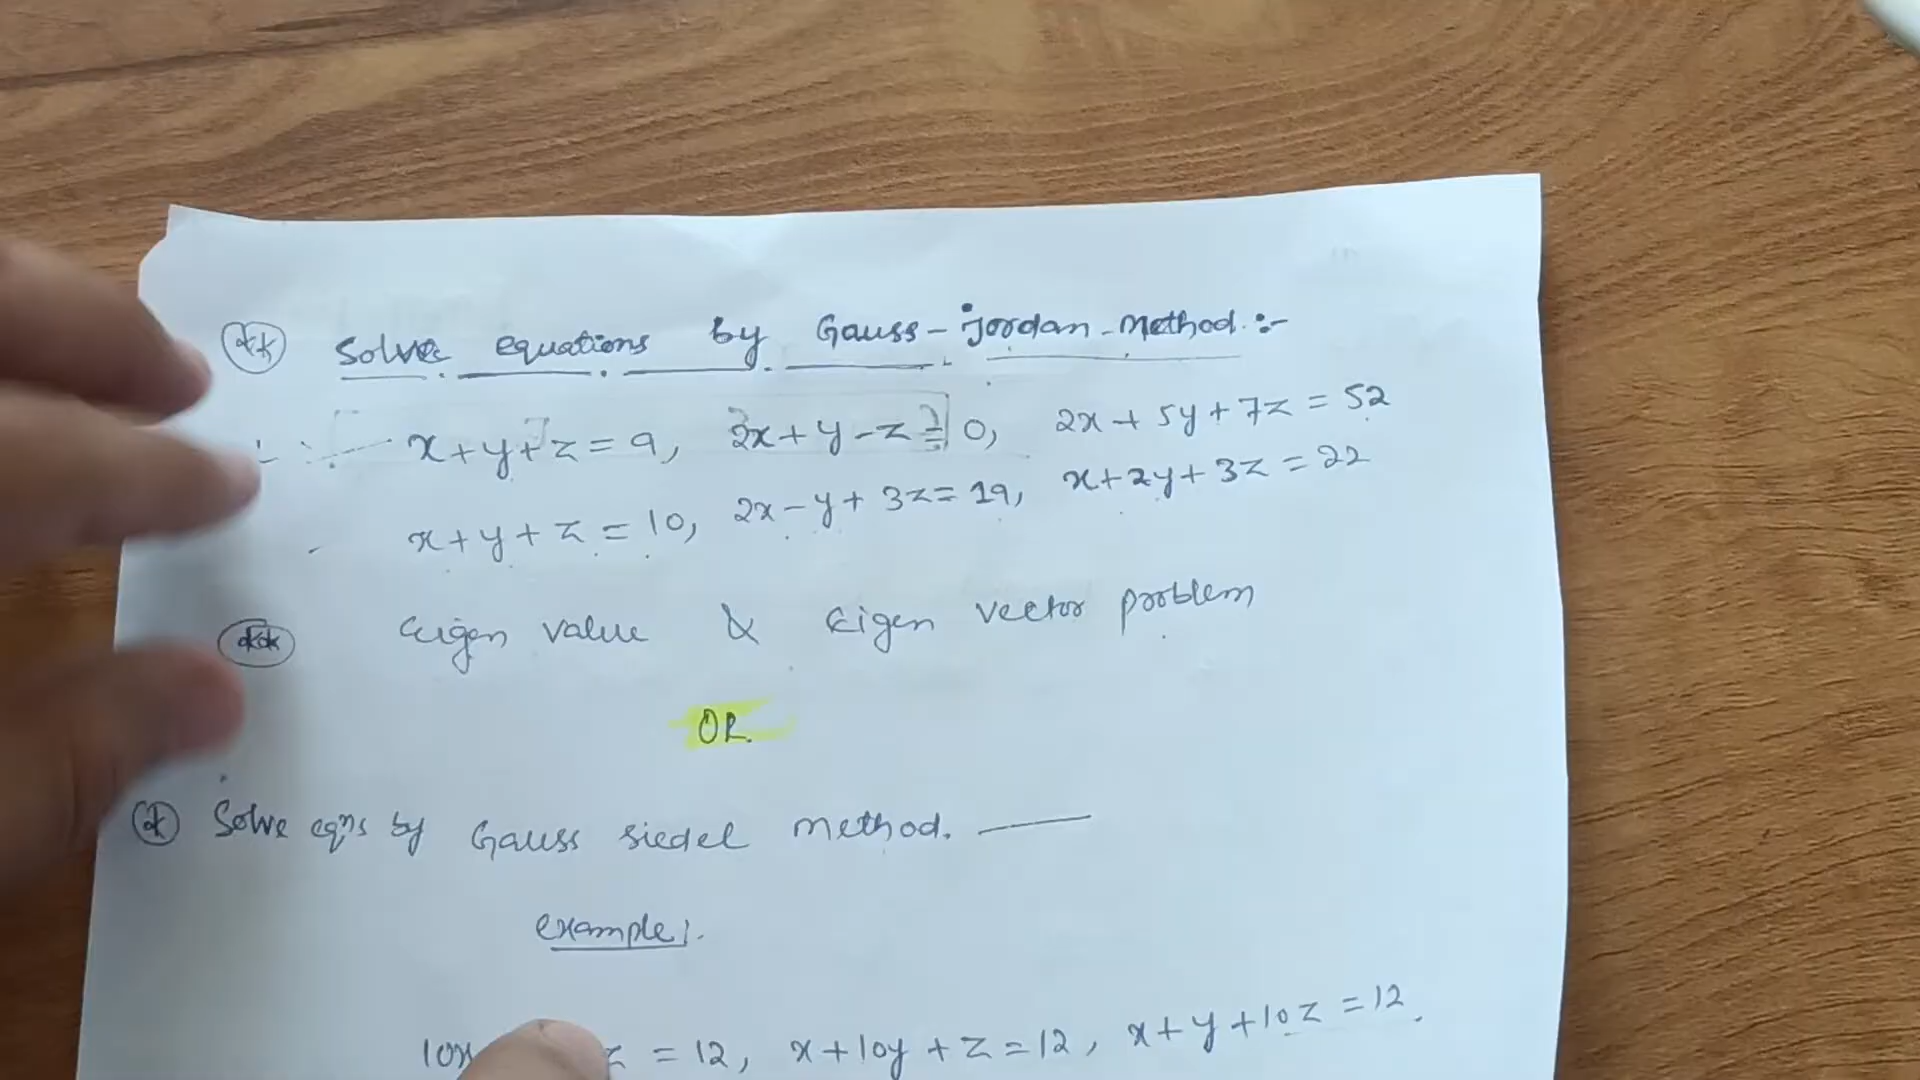 Solve equations by Gauss-Jordan-Method :-
x+y+z=9, 2x+y-z=0, 2x+5y+7z=52
x+y+z=10, 2x-y+3z=19, x+2y+3z=22
Eigen value & Eigen vector problem
OR
Solve eqns by Gauss siedel method.
example:
10x z=12, x+10y+z=12, x+y+10z=12